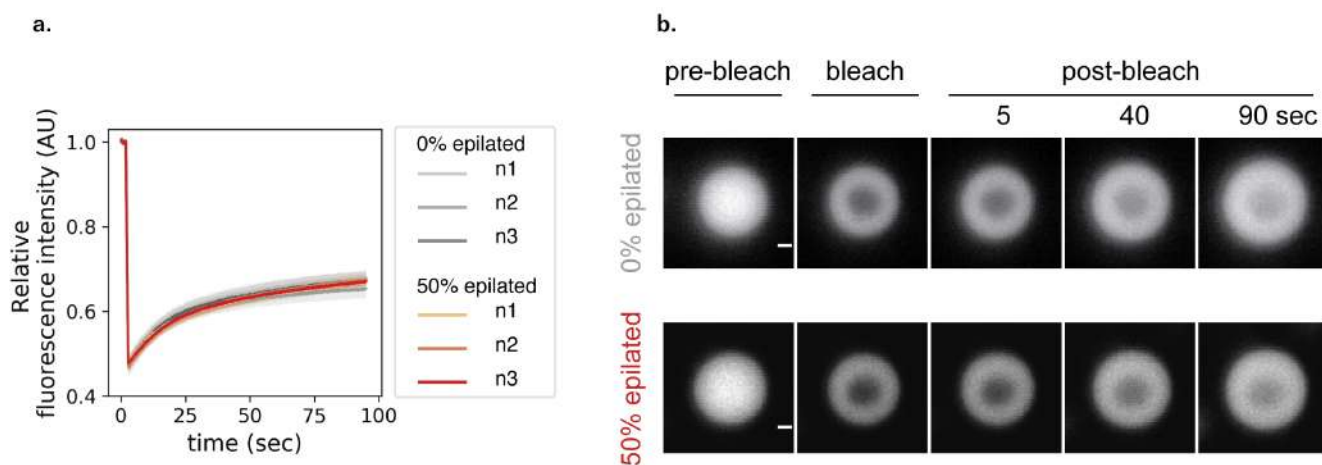 a.
Relative
fluorescence intensity (AU)
1.0
0.8
0.6
0.4
0
25
50
75
100
time (sec)
0% epilated
n1
n2
n3
50% epilated
n1
n2
n3
b.
pre-bleach
bleach
post-bleach
5
40
90 sec
0% epilated
50% epilated